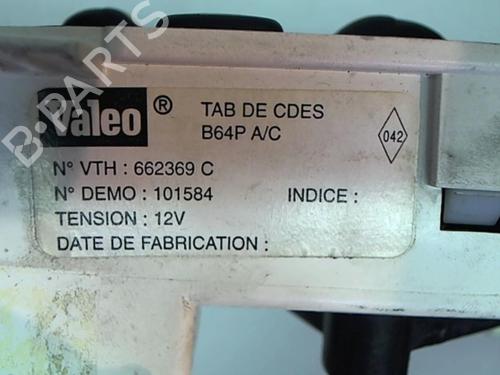 Valeo ® TAB DE CDES
B64P A/C
042
N° VTH : 662369 C
N° DEMO : 101584 INDICE :
TENSION : 12V
DATE DE FABRICATION :
B-PARTS